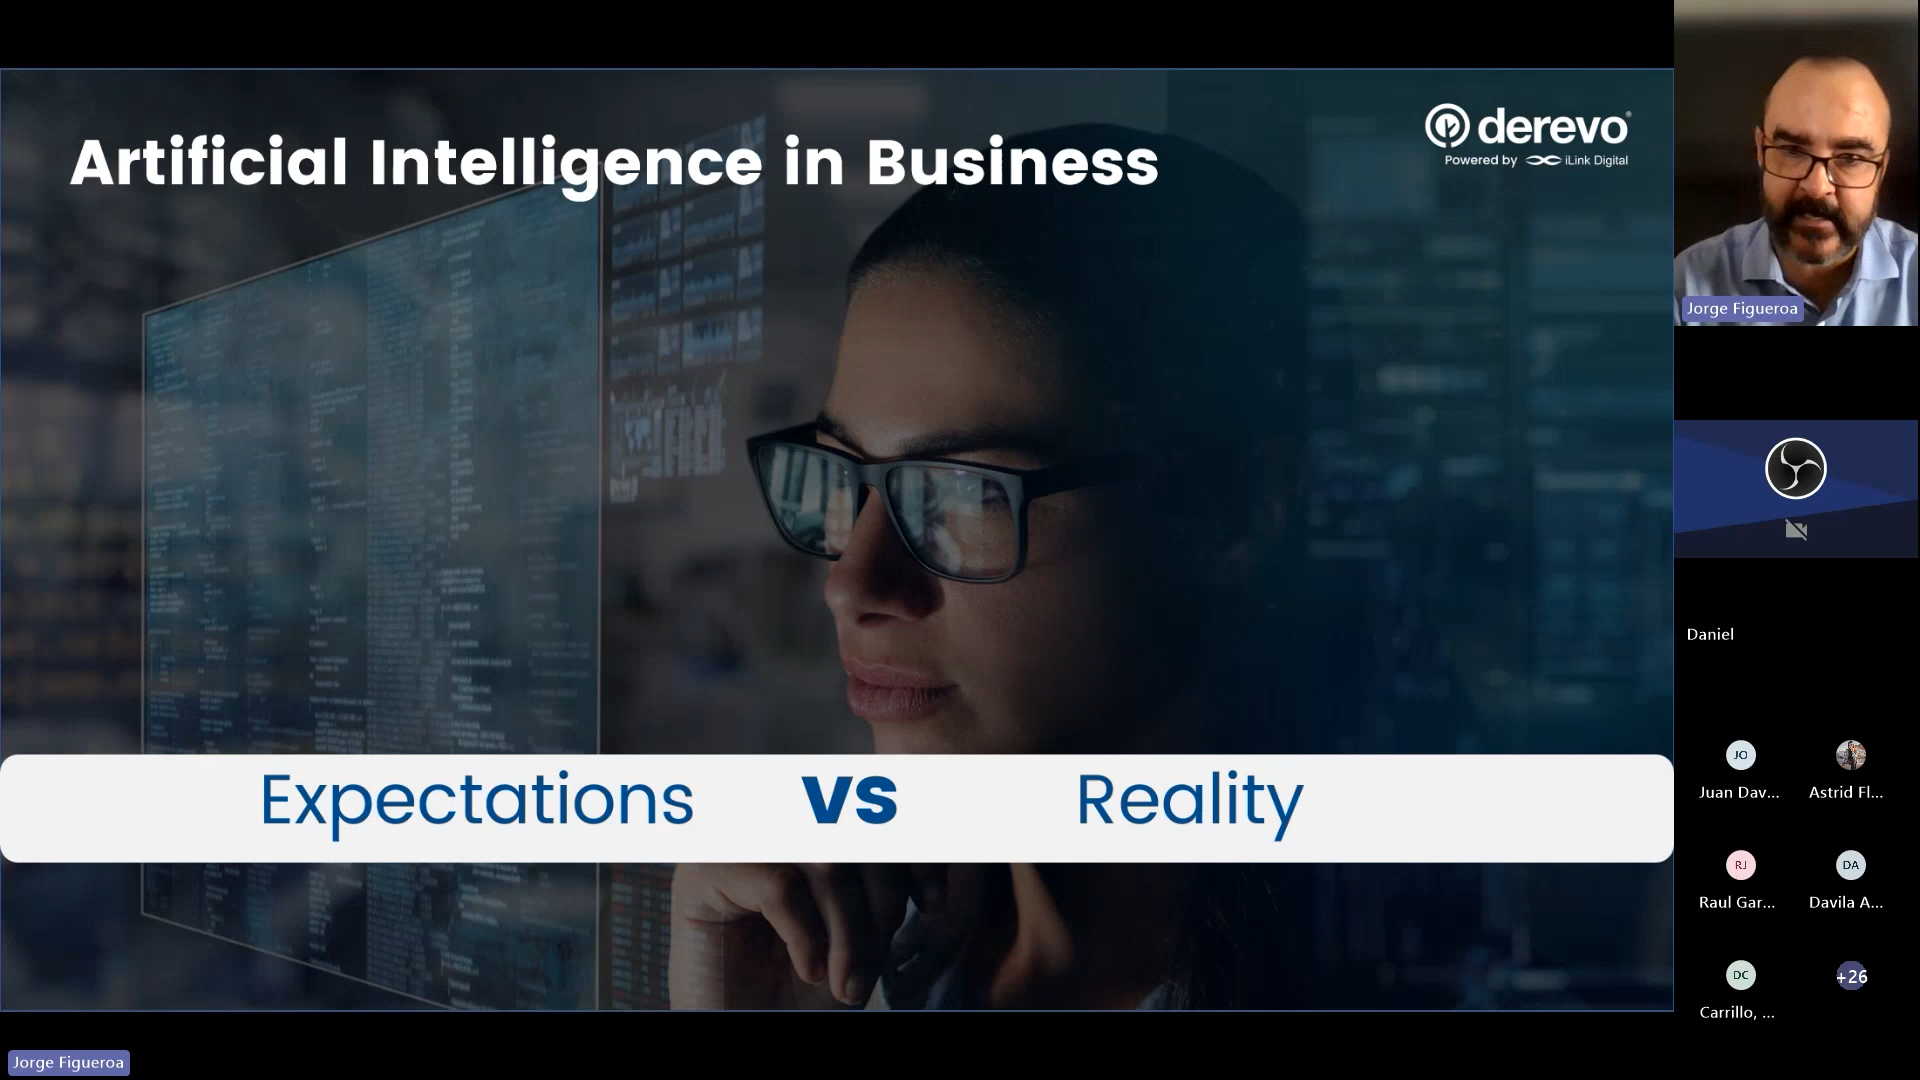 Artificial Intelligence in Business
derevo®
Powered by iLink Digital
Expectations VS Reality
Jorge Figueroa
Daniel
JO
Juan Dav...
Astrid Fl...
RJ
Raul Gar...
DA
Davila A...
DC
Carrillo, ...
+26
Jorge Figueroa